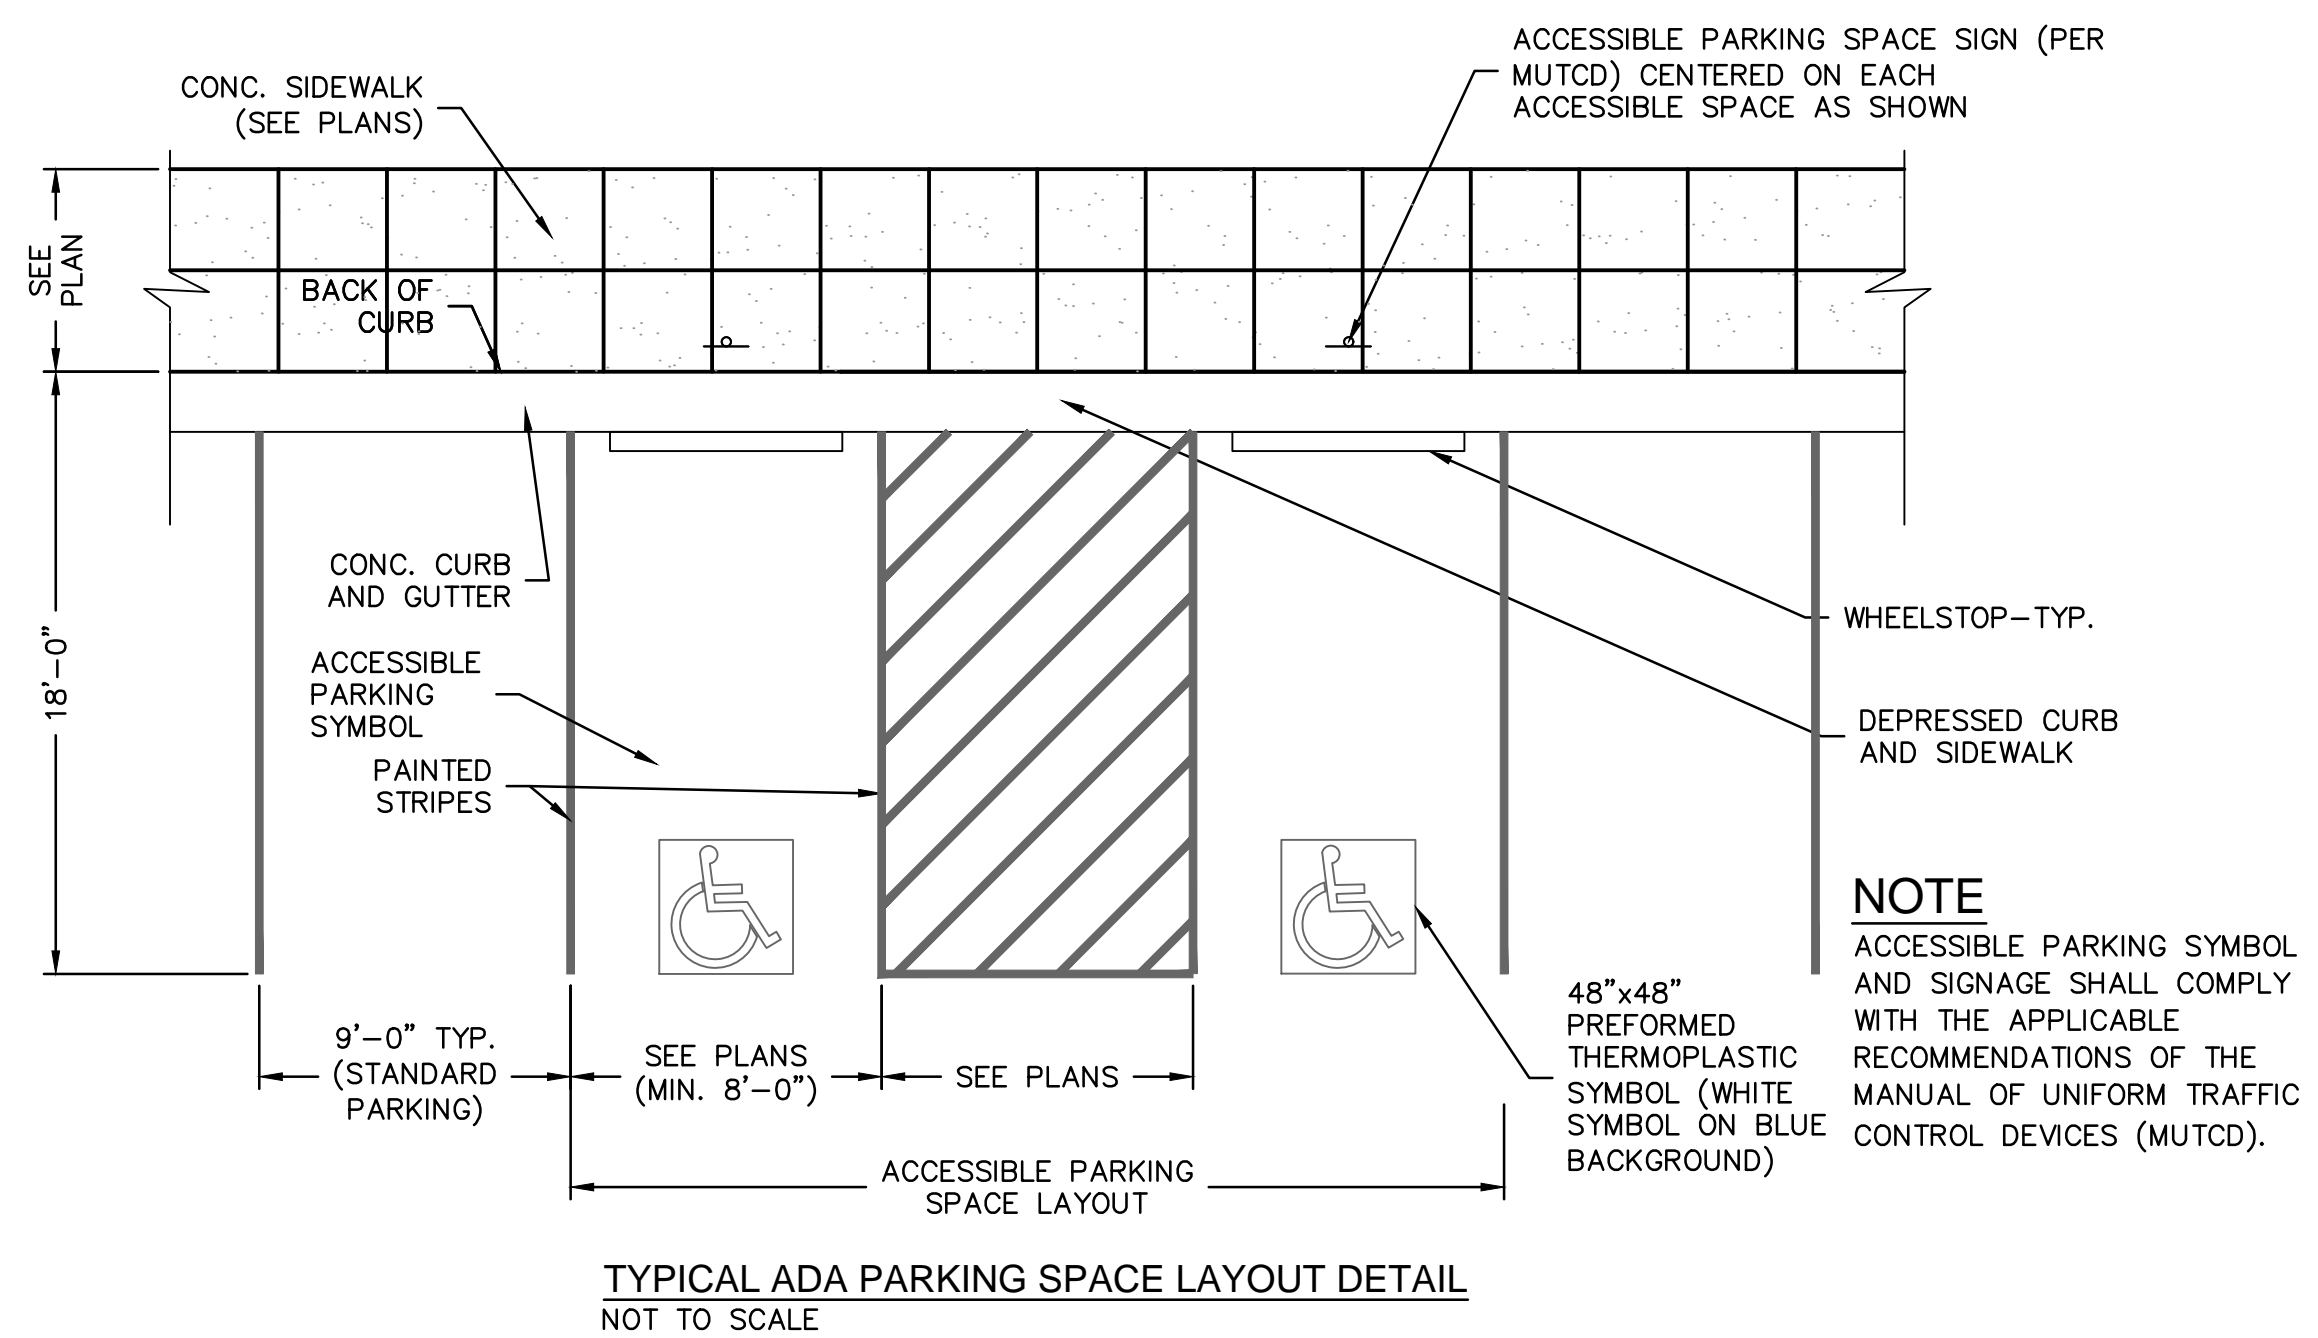 ACCESSIBLE PARKING SPACE SIGN (PER
MUTCD) CENTERED ON EACH
ACCESSIBLE SPACE AS SHOWN
CONC. SIDEWALK
(SEE PLANS)
SEE
PLAN
BACK OF
CURB
CONC. CURB
AND GUTTER
18'-0"
ACCESSIBLE
PARKING
SYMBOL
PAINTED
STRIPES
WHEELSTOP-TYP.
DEPRESSED CURB
AND SIDEWALK
NOTE
ACCESSIBLE PARKING SYMBOL
AND SIGNAGE SHALL COMPLY
WITH THE APPLICABLE
RECOMMENDATIONS OF THE
MANUAL OF UNIFORM TRAFFIC
CONTROL DEVICES (MUTCD).
48"x48"
PREFORMED
THERMOPLASTIC
SYMBOL (WHITE
SYMBOL ON BLUE
BACKGROUND)
9'-0" TYP.
(STANDARD
PARKING)
SEE PLANS
(MIN. 8'-0")
SEE PLANS
ACCESSIBLE PARKING
SPACE LAYOUT
TYPICAL ADA PARKING SPACE LAYOUT DETAIL
NOT TO SCALE